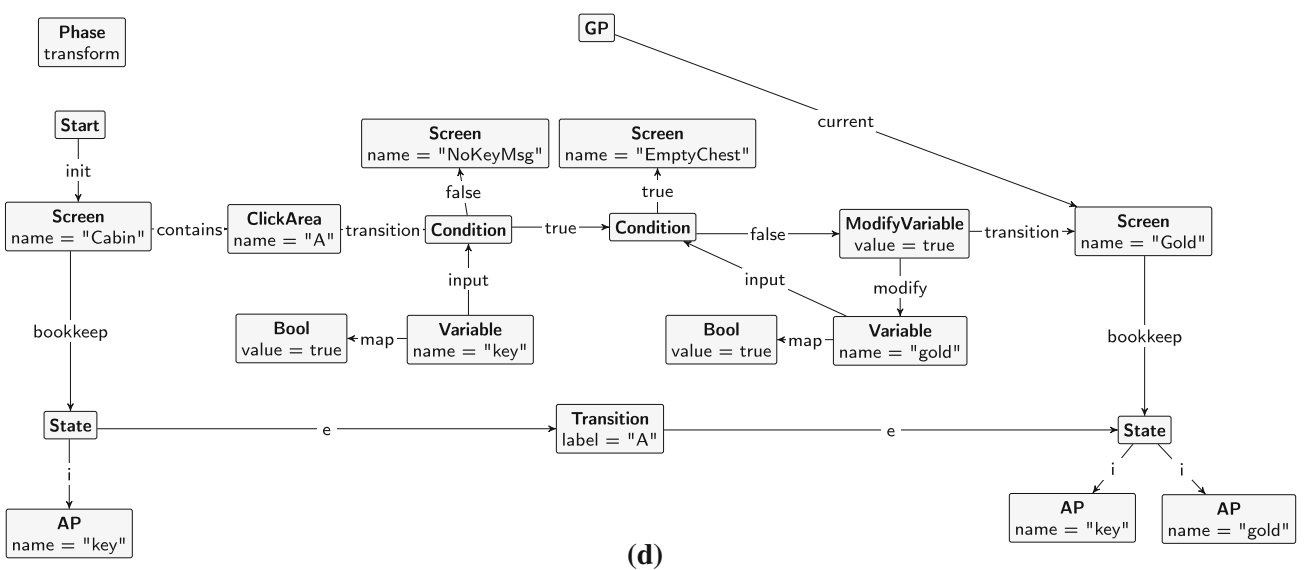 Phase
transform
GP
current
Start
init
Screen
name = "NoKeyMsg"
Screen
name = "EmptyChest"
false
true
Screen
name = "Cabin"
contains
ClickArea
name = "A"
transition
Condition
true
Condition
false
ModifyVariable
value = true
transition
Screen
name = "Gold"
input
input
modify
bookkeep
Bool
value = true
map
Variable
name = "key"
Bool
value = true
map
Variable
name = "gold"
bookkeep
State
e
Transition
label = "A"
e
State
i
i
i
AP
name = "key"
AP
name = "key"
AP
name = "gold"
(d)